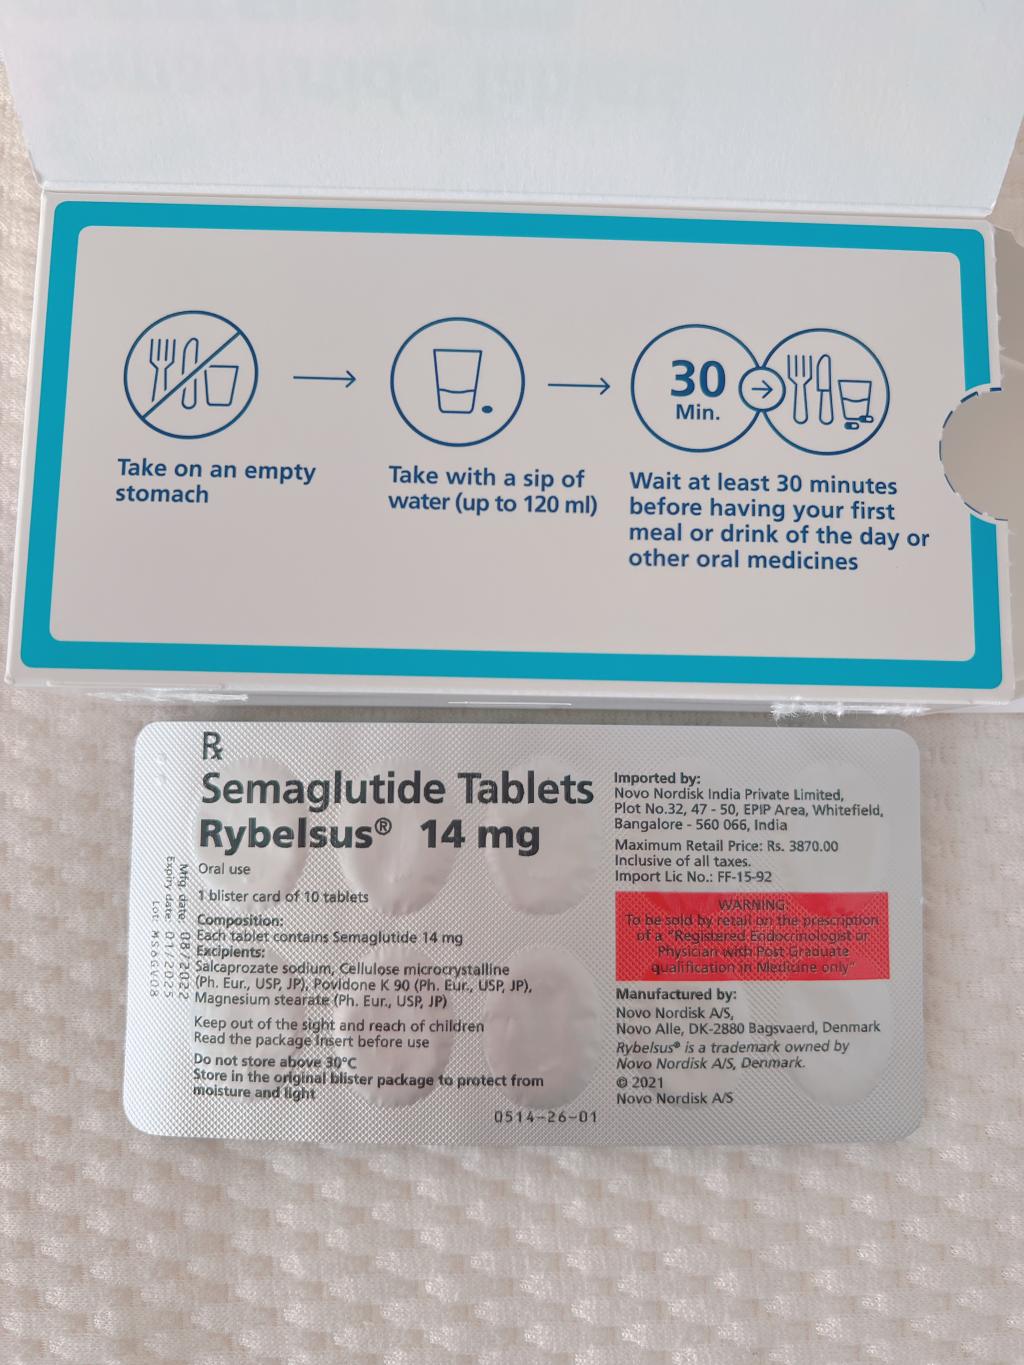 30
Min.
Take on an empty
stomach
Take with a sip of
water (up to 120 ml)
Wait at least 30 minutes
before having your first
meal or drink of the day or
other oral medicines
Rx
Semaglutide Tablets
Rybelsus® 14 mg
Oral use
1 blister card of 10 tablets
Composition:
Each tablet contains Semaglutide 14 mg
Excipients:
Salcaprozate sodium, Cellulose microcrystalline
(Ph. Eur., USP, JP), Povidone K 90 (Ph. Eur., USP, JP),
Magnesium stearate (Ph. Eur., USP, JP)
Keep out of the sight and reach of children
Read the package insert before use
Do not store above 30°C
Store in the original blister package to protect from
moisture and light
0514-26-01
Mfg. date 08/2022
Expiry date 01/2025
Lot
Imported by:
Novo Nordisk India Private Limited,
Plot No.32, 47 - 50, EPIP Area, Whitefield,
Bangalore - 560 066, India
Maximum Retail Price: Rs. 3870.00
Inclusive of all taxes.
Import Lic No.: FF-15-92
WARNING:
To be sold by retail on the prescription
of a "Registered Endocrinologist or
Physician with Post Graduate
qualification in Medicine only"
Manufactured by:
Novo Nordisk A/S,
Novo Alle, DK-2880 Bagsvaerd, Denmark
Rybelsus® is a trademark owned by
Novo Nordisk A/S, Denmark.
© 2021
Novo Nordisk A/S